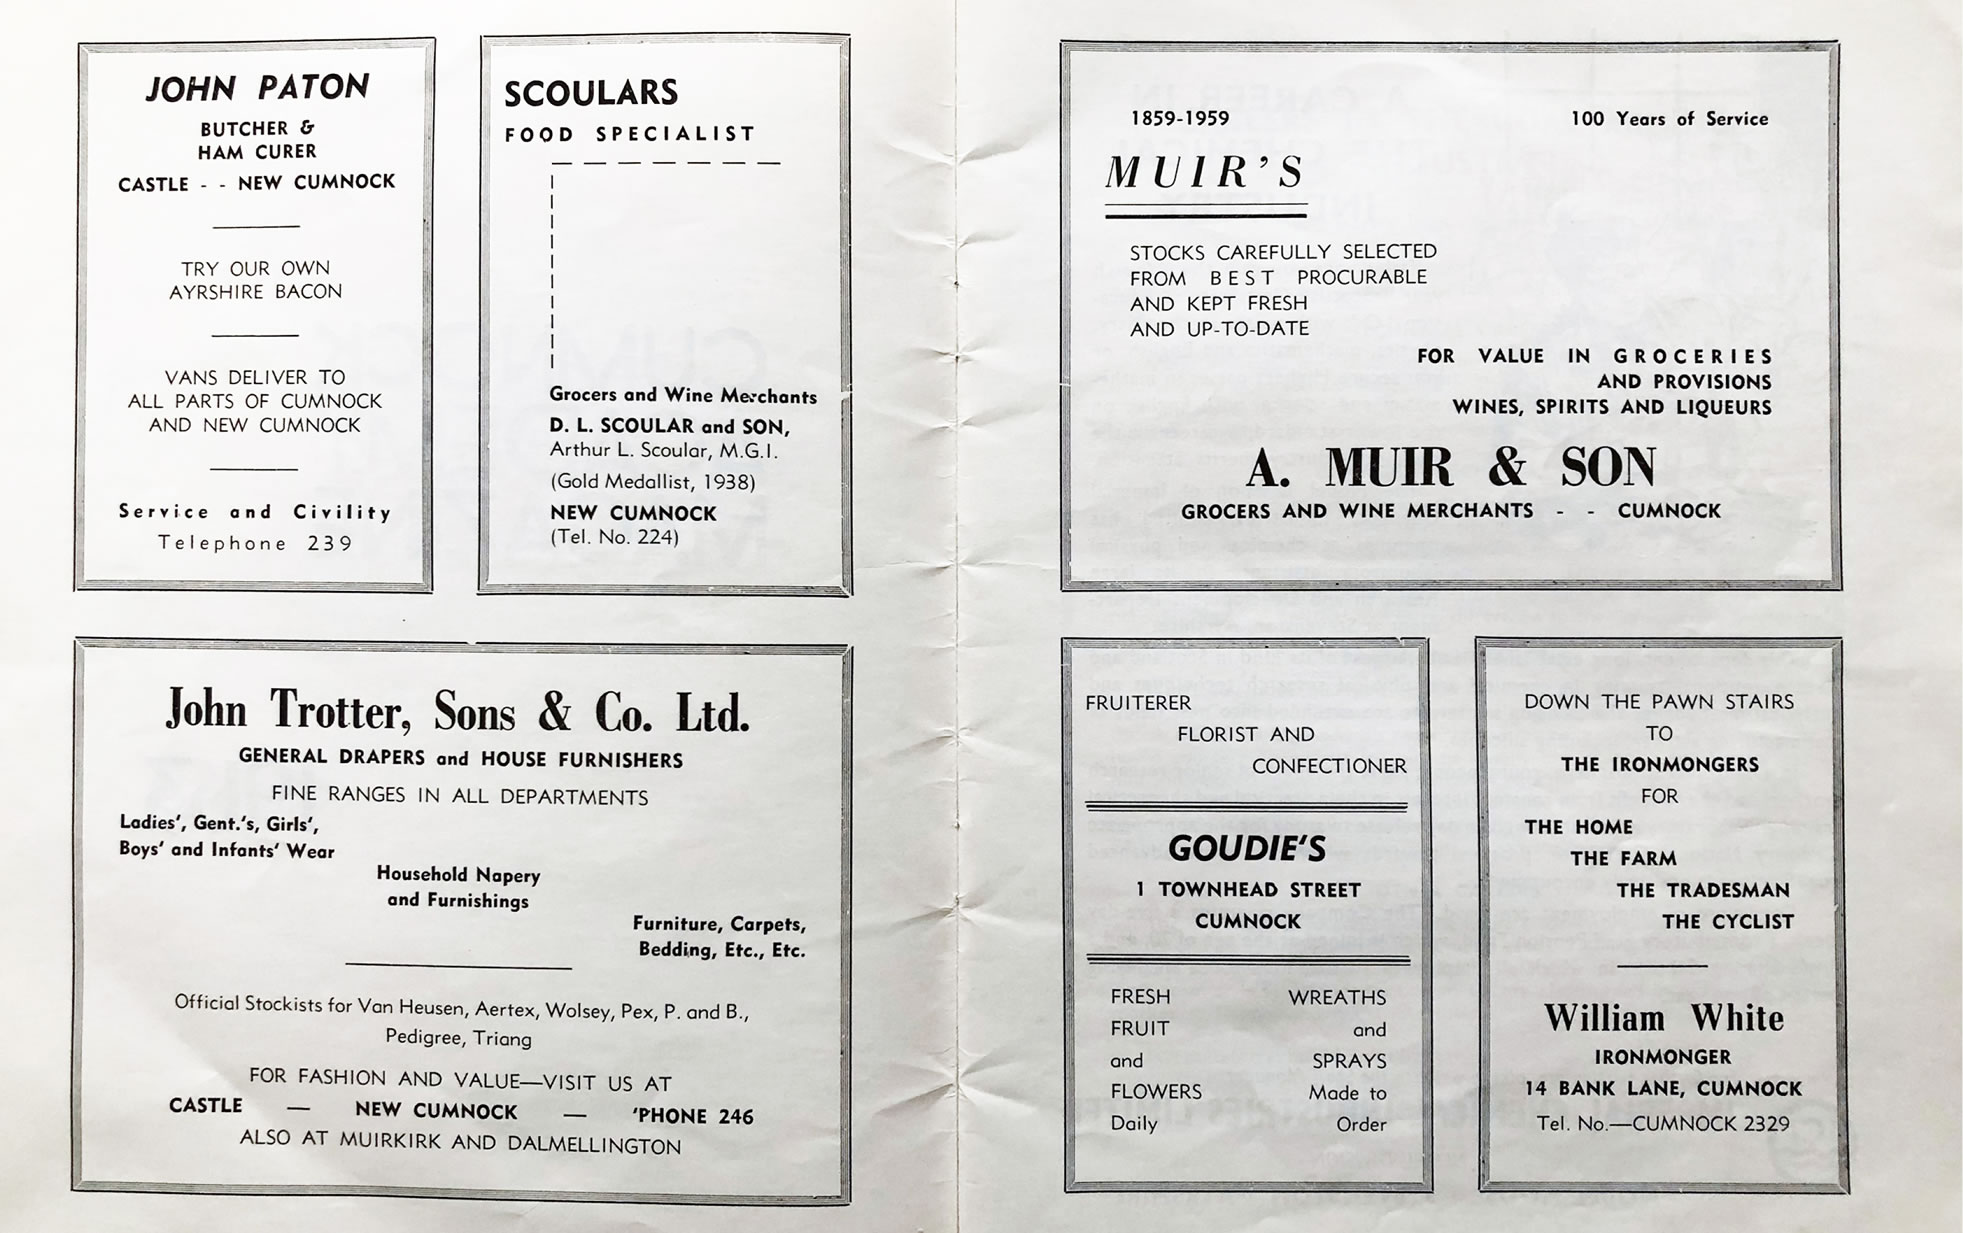 JOHN PATON
BUTCHER &
HAM CURER
CASTLE - - NEW CUMNOCK
TRY OUR OWN
AYRSHIRE BACON
VANS DELIVER TO
ALL PARTS OF CUMNOCK
AND NEW CUMNOCK
Service and Civility
Telephone 239
SCOULARS
FOOD SPECIALIST
Grocers and Wine Merchants
D. L. SCOULAR and SON,
Arthur L. Scoular, M.G.I.
(Gold Medallist, 1938)
NEW CUMNOCK
(Tel. No. 224)
John Trotter, Sons & Co. Ltd.
GENERAL DRAPERS and HOUSE FURNISHERS
FINE RANGES IN ALL DEPARTMENTS
Ladies', Gent.'s, Girls',
Boys' and Infants' Wear
Household Napery
and Furnishings
Furniture, Carpets,
Bedding, Etc., Etc.
Official Stockists for Van Heusen, Aertex, Wolsey, Pex, P. and B.,
Pedigree, Triang
FOR FASHION AND VALUE—VISIT US AT
CASTLE — NEW CUMNOCK — 'PHONE 246
ALSO AT MUIRKIRK AND DALMELLINGTON
1859-1959 100 Years of Service
MUIR'S
STOCKS CAREFULLY SELECTED
FROM BEST PROCURABLE
AND KEPT FRESH
AND UP-TO-DATE
FOR VALUE IN GROCERIES
AND PROVISIONS
WINES, SPIRITS AND LIQUEURS
A. MUIR & SON
GROCERS AND WINE MERCHANTS - - CUMNOCK
FRUITERER
FLORIST AND
CONFECTIONER
GOUDIE'S
1 TOWNHEAD STREET
CUMNOCK
FRESH WREATHS
FRUIT and
and SPRAYS
FLOWERS Made to
Daily Order
DOWN THE PAWN STAIRS
TO
THE IRONMONGERS
FOR
THE HOME
THE FARM
THE TRADESMAN
THE CYCLIST
William White
IRONMONGER
14 BANK LANE, CUMNOCK
Tel. No.—CUMNOCK 2329